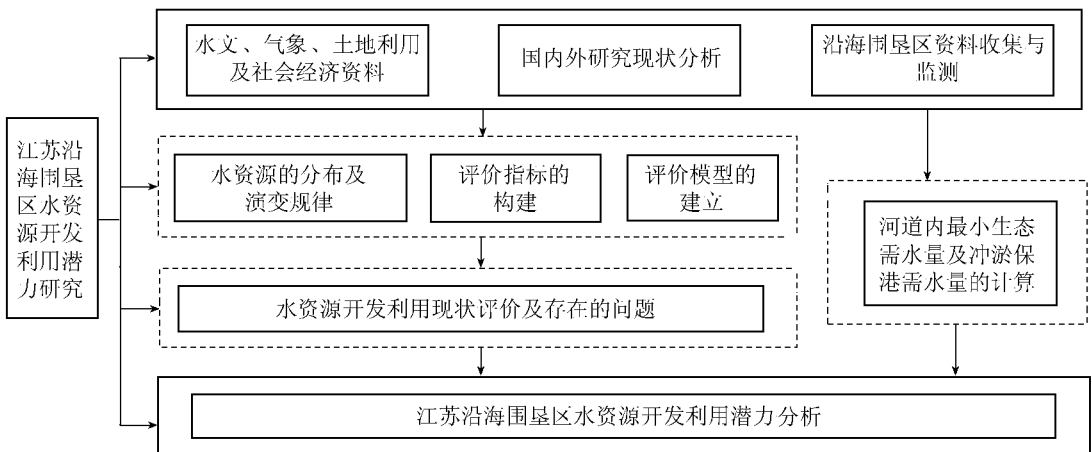 水文、气象、土地利用
及社会经济资料
国内外研究现状分析
沿海围垦区资料收集与
监测
江苏沿
海围垦
区水资
源开发
利用潜
力研究
水资源的分布及
演变规律
评价指标的
构建
评价模型的
建立
河道内最小生态
需水量及冲淤保
港需水量的计算
水资源开发利用现状评价及存在的问题
江苏沿海围垦区水资源开发利用潜力分析